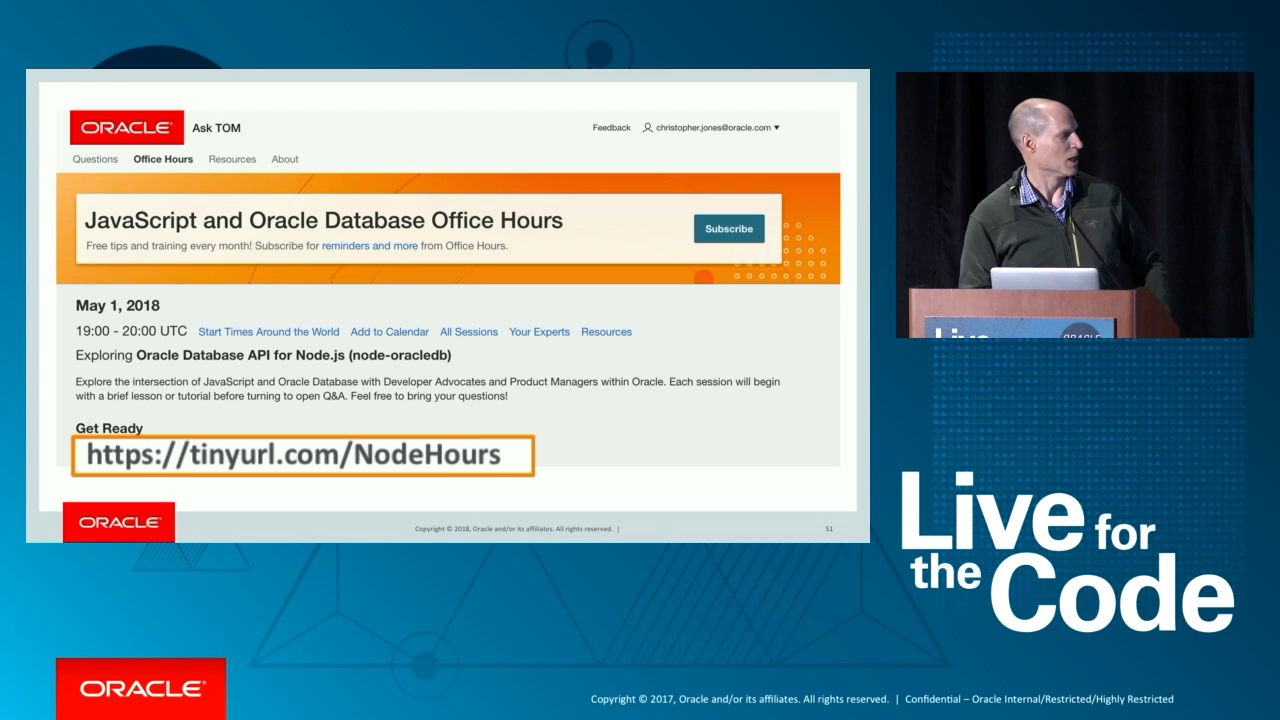 ORACLE
Ask TOM
Feedback
christopher.jones@oracle.com
Questions Office Hours Resources About
JavaScript and Oracle Database Office Hours
Subscribe
Free tips and training every month! Subscribe for reminders and more from Office Hours.
May 1, 2018
19:00 - 20:00 UTC Start Times Around the World Add to Calendar All Sessions Your Experts Resources
Exploring Oracle Database API for Node.js (node-oracledb)
Explore the intersection of JavaScript and Oracle Database with Developer Advocates and Product Managers within Oracle. Each session will begin
with a brief lesson or tutorial before turning to open Q&A. Feel free to bring your questions!
Get Ready
https://tinyurl.com/NodeHours
ORACLE
Copyright © 2018, Oracle and/or its affiliates. All rights reserved. |
51
Live
ORACLE
Live for
the Code
ORACLE
Copyright © 2017, Oracle and/or its affiliates. All rights reserved. | Confidential – Oracle Internal/Restricted/Highly Restricted